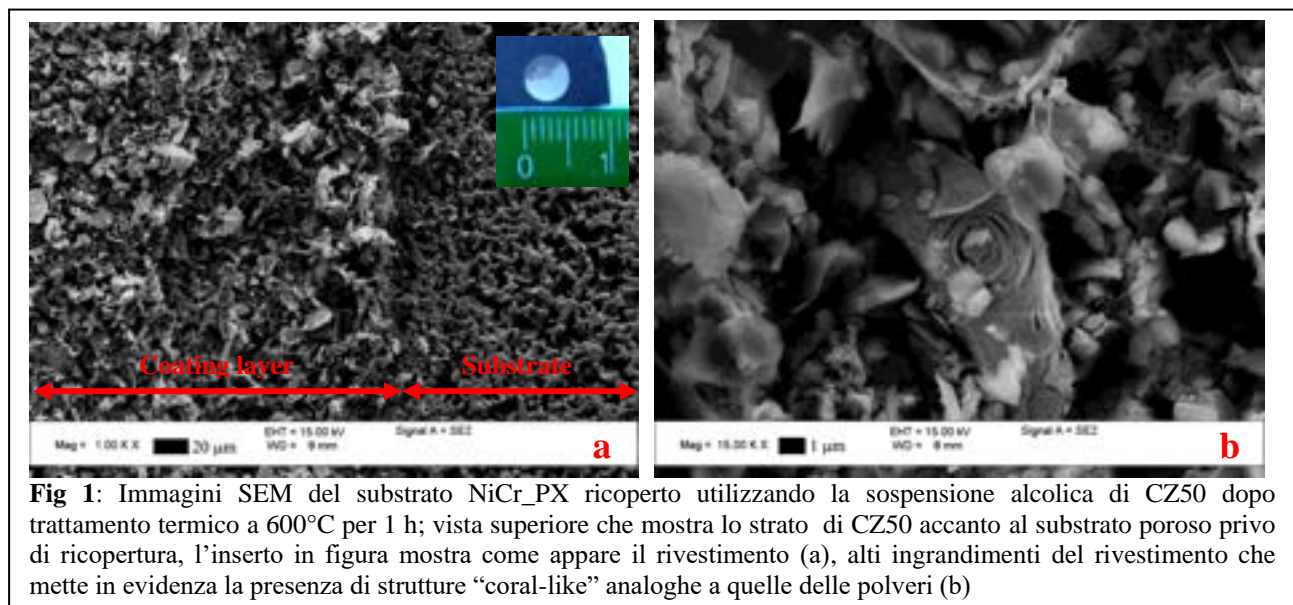 0 1
Coating layer Substrate
Mag = 1.00 K X 20 µm EHT = 15.00 kV Signal A = SE2 a
WD = 8 mm
Mag = 15.00 K X 1 µm EHT = 15.00 kV Signal A = SE2 b
WD = 8 mm
Fig 1: Immagini SEM del substrato NiCr_PX ricoperto utilizzando la sospensione alcolica di CZ50 dopo
trattamento termico a 600°C per 1 h; vista superiore che mostra lo strato di CZ50 accanto al substrato poroso privo
di ricopertura, l’inserto in figura mostra come appare il rivestimento (a), alti ingrandimenti del rivestimento che
mette in evidenza la presenza di strutture “coral-like” analoghe a quelle delle polveri (b)